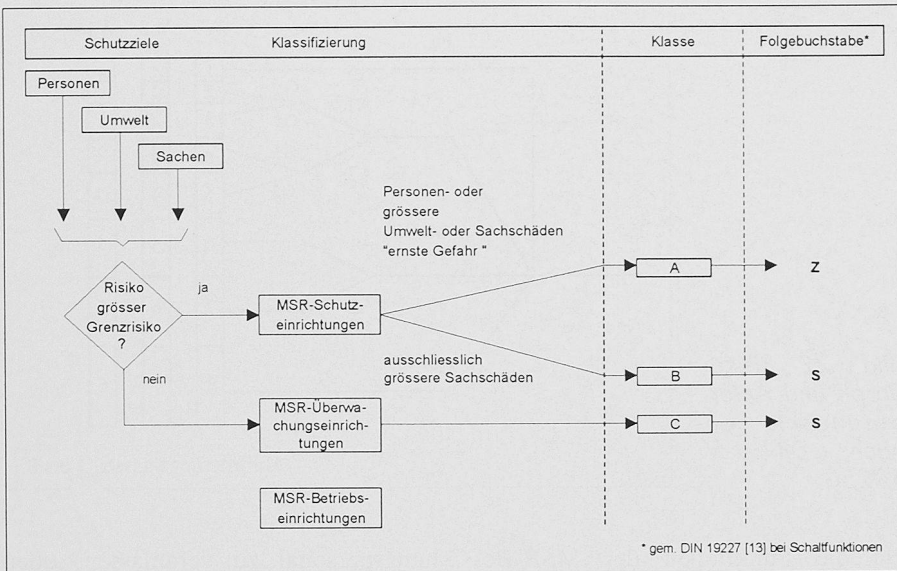 Schutzziele Klassifizierung Klasse Folgebuchstabe*
Personen
Umwelt
Sachen
Personen- oder
grössere
Umwelt- oder Sachschäden
"ernste Gefahr "
A Z
Risiko
grösser
Grenzrisiko
?
ja
MSR-Schutz-
einrichtungen
ausschliesslich
grössere Sachschäden
B S
nein
MSR-Überwa-
chungseinrich-
tungen
C S
MSR-Betriebs-
einrichtungen
* gem. DIN 19227 [13] bei Schaltfunktionen